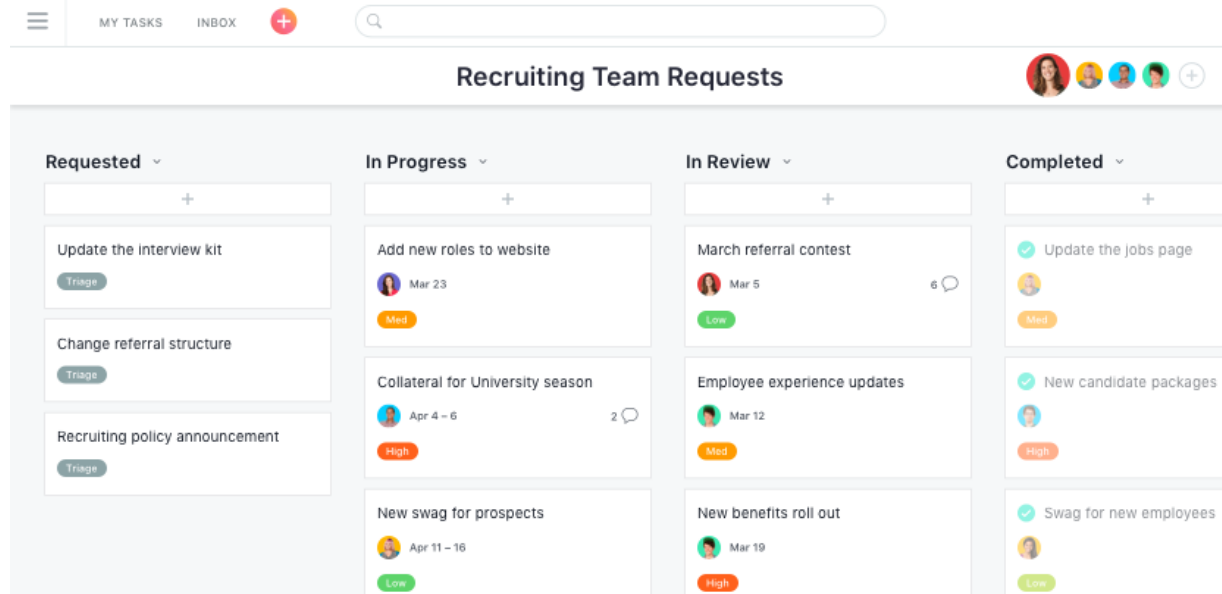 MY TASKS INBOX
Recruiting Team Requests
Requested
Update the interview kit
Triage
Change referral structure
Triage
Recruiting policy announcement
Triage
In Progress
Add new roles to website
Mar 23
Med
Collateral for University season
Apr 4 – 6
2
High
New swag for prospects
Apr 11 – 16
Low
In Review
March referral contest
Mar 5
6
Low
Employee experience updates
Mar 12
Med
New benefits roll out
Mar 19
High
Completed
Update the jobs page
Med
New candidate packages
High
Swag for new employees
Low